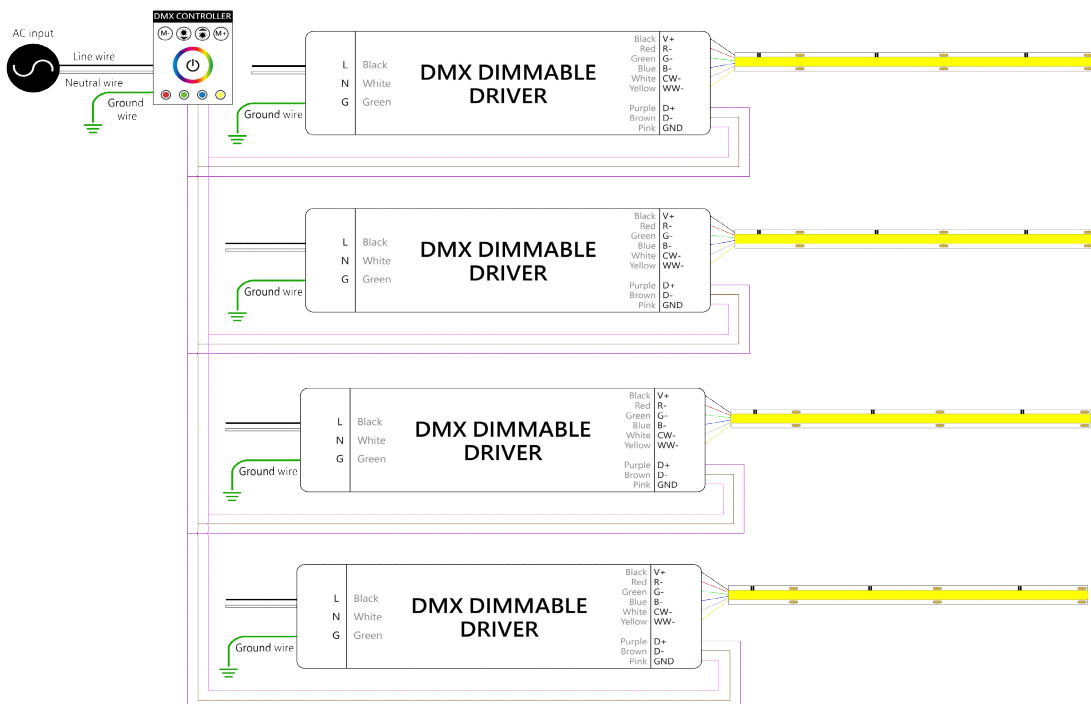 DMX CONTROLLER
M-
M+
AC input
Line wire
Neutral wire
Ground
wire
L Black
N White
G Green
Ground wire
DMX DIMMABLE
DRIVER
Black V+
Red R-
Green G-
Blue B-
White CW-
Yellow WW-
Purple D+
Brown D-
Pink GND
L Black
N White
G Green
Ground wire
DMX DIMMABLE
DRIVER
Black V+
Red R-
Green G-
Blue B-
White CW-
Yellow WW-
Purple D+
Brown D-
Pink GND
L Black
N White
G Green
Ground wire
DMX DIMMABLE
DRIVER
Black V+
Red R-
Green G-
Blue B-
White CW-
Yellow WW-
Purple D+
Brown D-
Pink GND
L Black
N White
G Green
Ground wire
DMX DIMMABLE
DRIVER
Black V+
Red R-
Green G-
Blue B-
White CW-
Yellow WW-
Purple D+
Brown D-
Pink GND